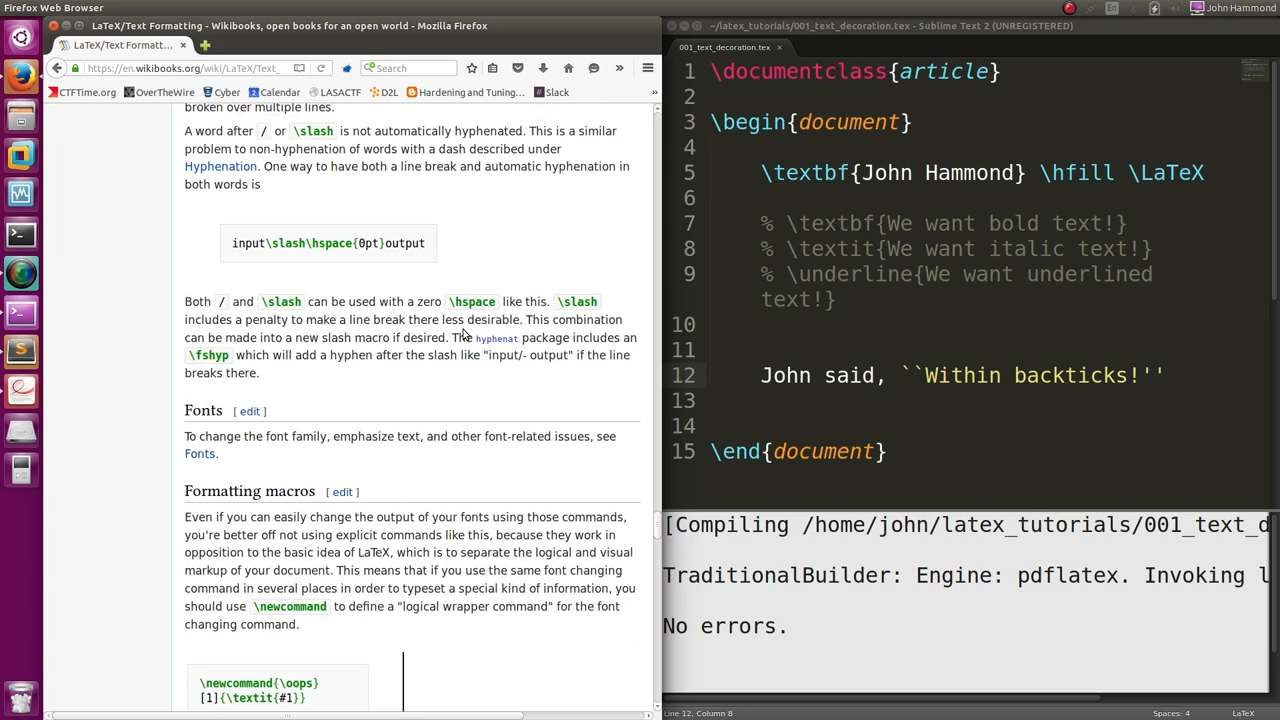 Firefox Web Browser
En
John Hammond
LaTeX/Text Formatting - Wikibooks, open books for an open world - Mozilla Firefox
LaTeX/Text Formatt...
https://en.wikibooks.org/wiki/LaTeX/Text_
Search
CTFTime.org OverTheWire Cyber Calendar LASACTF D2L Hardening and Tuning... Slack
broken over multiple lines.
A word after / or \slash is not automatically hyphenated. This is a similar
problem to non-hyphenation of words with a dash described under
Hyphenation. One way to have both a line break and automatic hyphenation in
both words is
input\slash\hspace{0pt}output
Both / and \slash can be used with a zero \hspace like this. \slash
includes a penalty to make a line break there less desirable. This combination
can be made into a new slash macro if desired. The hyphenat package includes an
\fshyp which will add a hyphen after the slash like "input/- output" if the line
breaks there.
Fonts [ edit ]
To change the font family, emphasize text, and other font-related issues, see
Fonts.
Formatting macros [ edit ]
Even if you can easily change the output of your fonts using those commands,
you're better off not using explicit commands like this, because they work in
opposition to the basic idea of LaTeX, which is to separate the logical and visual
markup of your document. This means that if you use the same font changing
command in several places in order to typeset a special kind of information, you
should use \newcommand to define a "logical wrapper command" for the font
changing command.
\newcommand{\oops}
[1]{\textit{#1}}
~/latex_tutorials/001_text_decoration.tex - Sublime Text 2 (UNREGISTERED)
001_text_decoration.tex
1 \documentclass{article}
2
3 \begin{document}
4
5 \textbf{John Hammond} \hfill \LaTeX
6
7 % \textbf{We want bold text!}
8 % \textit{We want italic text!}
9 % \underline{We want underlined
text!}
10
11
12 John said, ``Within backticks!''
13
14
15 \end{document}
[Compiling /home/john/latex_tutorials/001_text_d
TraditionalBuilder: Engine: pdflatex. Invoking l
No errors.
Line 12, Column 8
Spaces: 4
LaTeX